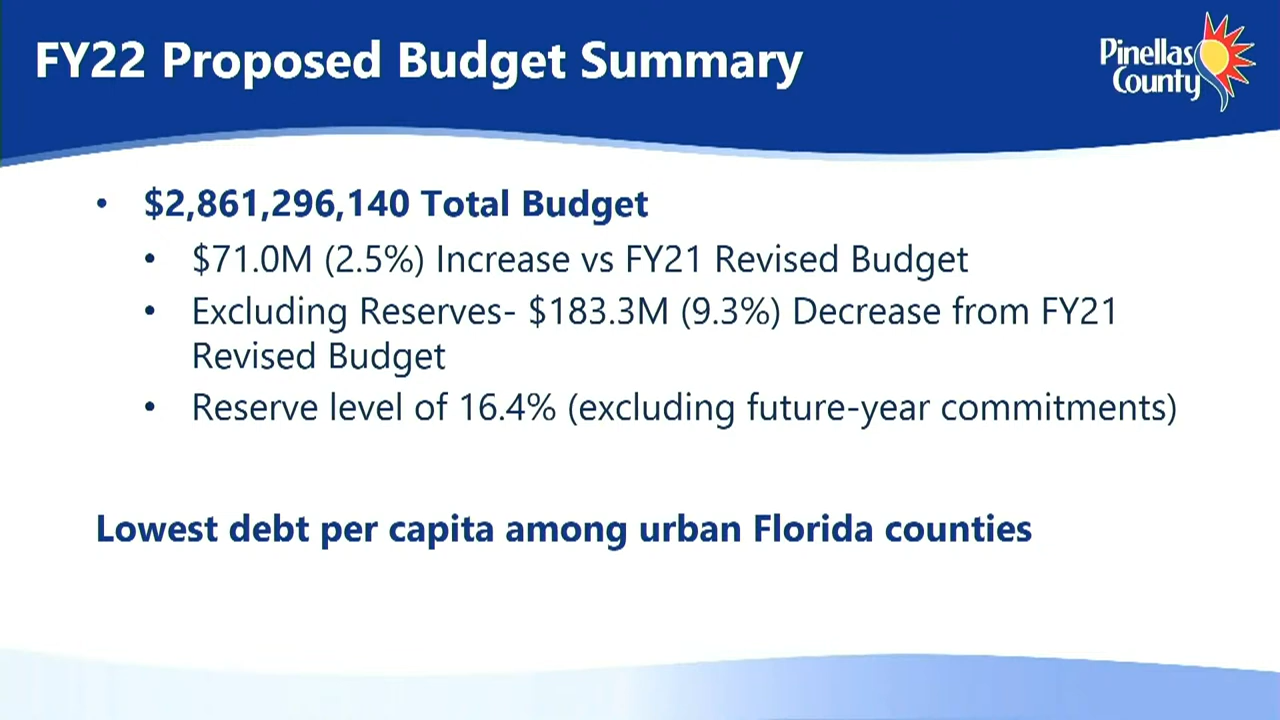 FY22 Proposed Budget Summary
Pinellas
County
• $2,861,296,140 Total Budget
• $71.0M (2.5%) Increase vs FY21 Revised Budget
• Excluding Reserves- $183.3M (9.3%) Decrease from FY21
Revised Budget
• Reserve level of 16.4% (excluding future-year commitments)
Lowest debt per capita among urban Florida counties